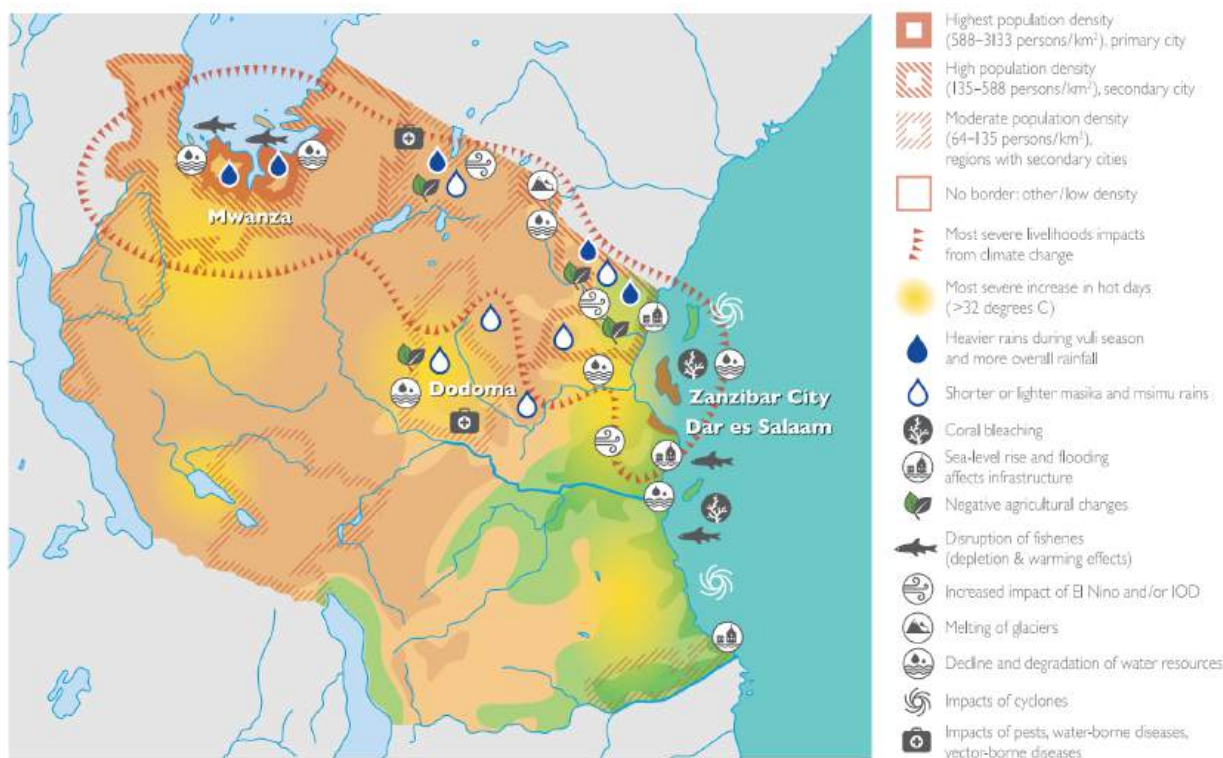 Mwanza
Dodoma
Zanzibar City
Dar es Salaam
Highest population density
(588–3133 persons/km²), primary city
High population density
(135–588 persons/km²), secondary city
Moderate population density
(64–135 persons/km²),
regions with secondary cities
No border: other/low density
Most severe livelihoods impacts
from climate change
Most severe increase in hot days
(>32 degrees C)
Heavier rains during vuli season
and more overall rainfall
Shorter or lighter masika and msimu rains
Coral bleaching
Sea-level rise and flooding
affects infrastructure
Negative agricultural changes
Disruption of fisheries
(depletion & warming effects)
Increased impact of El Nino and/or IOD
Melting of glaciers
Decline and degradation of water resources
Impacts of cyclones
Impacts of pests, water-borne diseases,
vector-borne diseases